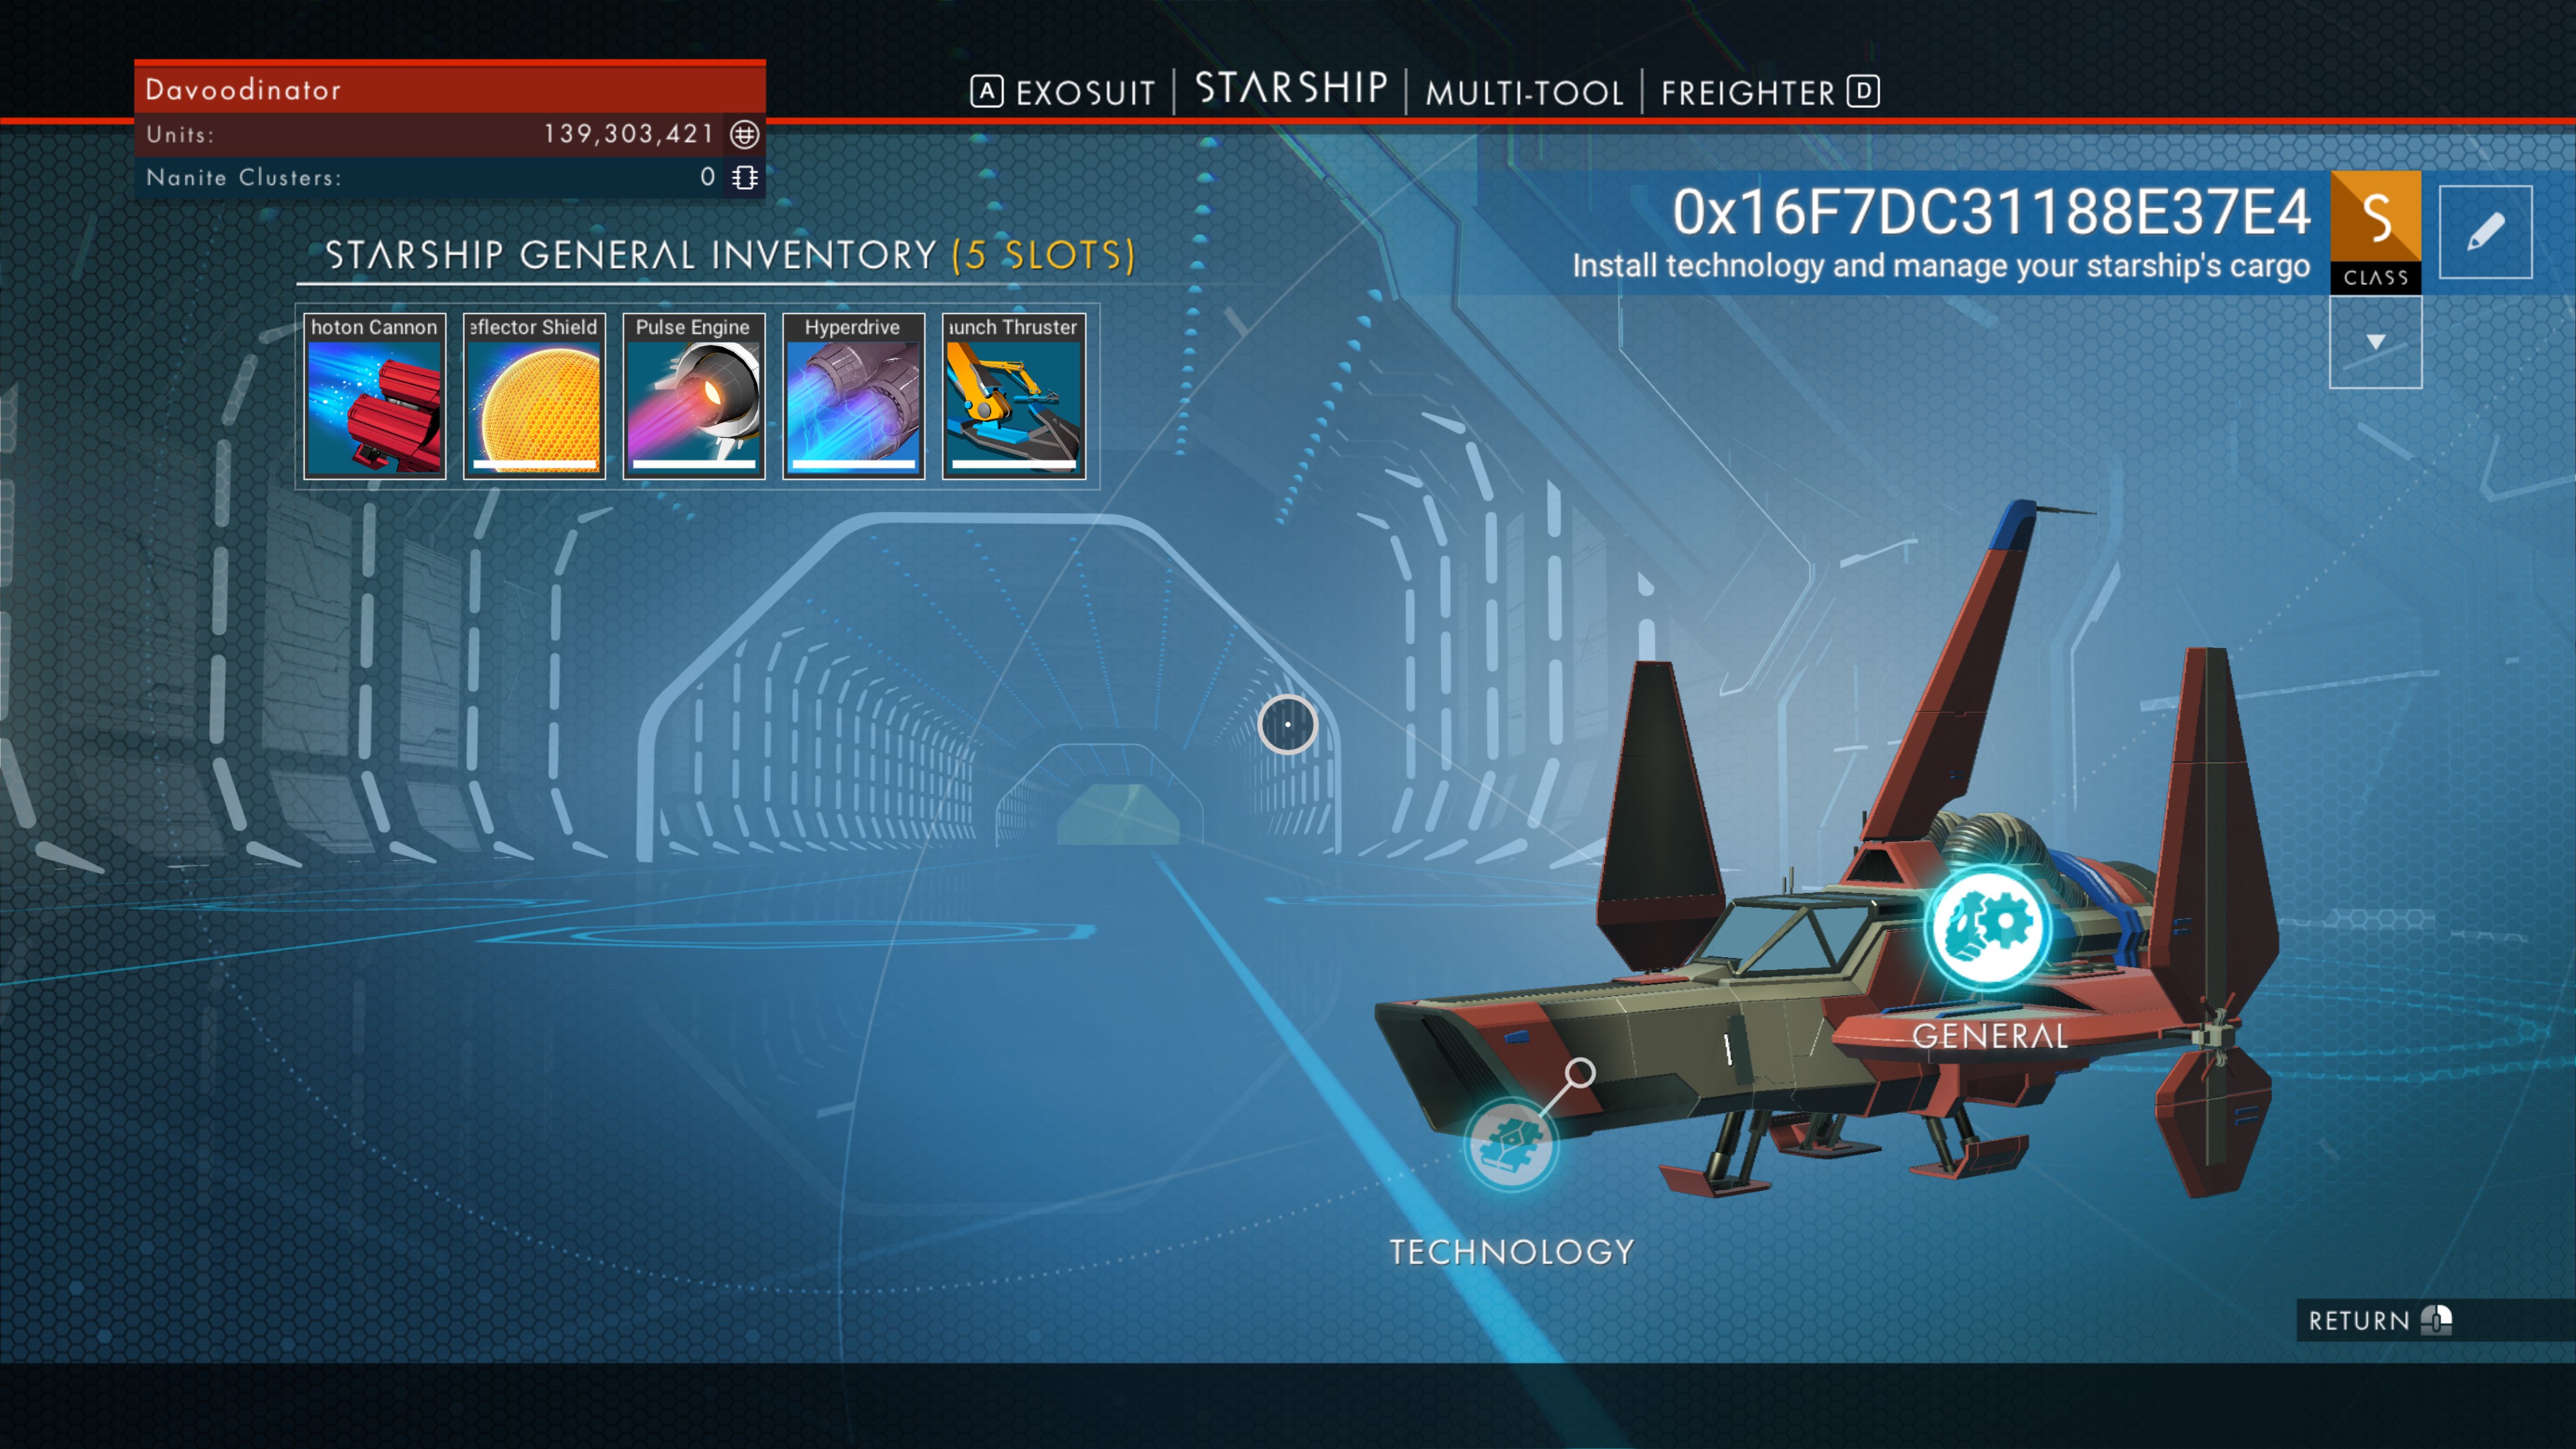 Davoodinator
Units: 139,303,421
Nanite Clusters: 0
A EXOSUIT STARSHIP MULTI-TOOL FREIGHTER D
0x16F7DC31188E37E4
Install technology and manage your starship's cargo
S
CLASS
STARSHIP GENERAL INVENTORY (5 SLOTS)
hoton Cannon eflector Shield Pulse Engine Hyperdrive aunch Thruster
GENERAL
TECHNOLOGY
RETURN